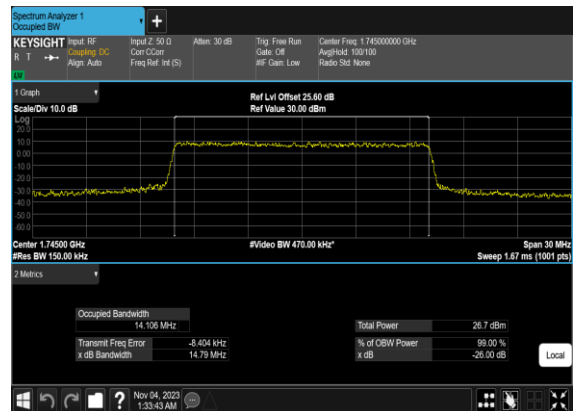 Spectrum Analyzer 1
Occupied BW
KEYSIGHT
R T
LW
Input: RF
Coupling: DC
Align: Auto
Input Z: 50 Ω
Corr CCorr
Freq Ref: Int (S)
Atten: 30 dB
Trig: Free Run
Gate: Off
#IF Gain: Low
Center Freq: 1.745000000 GHz
Avg|Hold: 100/100
Radio Std: None
1 Graph
Scale/Div 10.0 dB
Ref Lvl Offset 25.60 dB
Ref Value 30.00 dBm
Log
20.0
10.0
0.00
-10.0
-20.0
-30.0
-40.0
-50.0
-60.0
Center 1.74500 GHz
#Res BW 150.00 kHz
#Video BW 470.00 kHz*
Span 30 MHz
Sweep 1.67 ms (1001 pts)
2 Metrics
Occupied Bandwidth
14.106 MHz
Transmit Freq Error -8.404 kHz
x dB Bandwidth 14.79 MHz
Total Power 26.7 dBm
% of OBW Power 99.00 %
x dB -26.00 dB
Local
?
Nov 04, 2023
1:33:43 AM